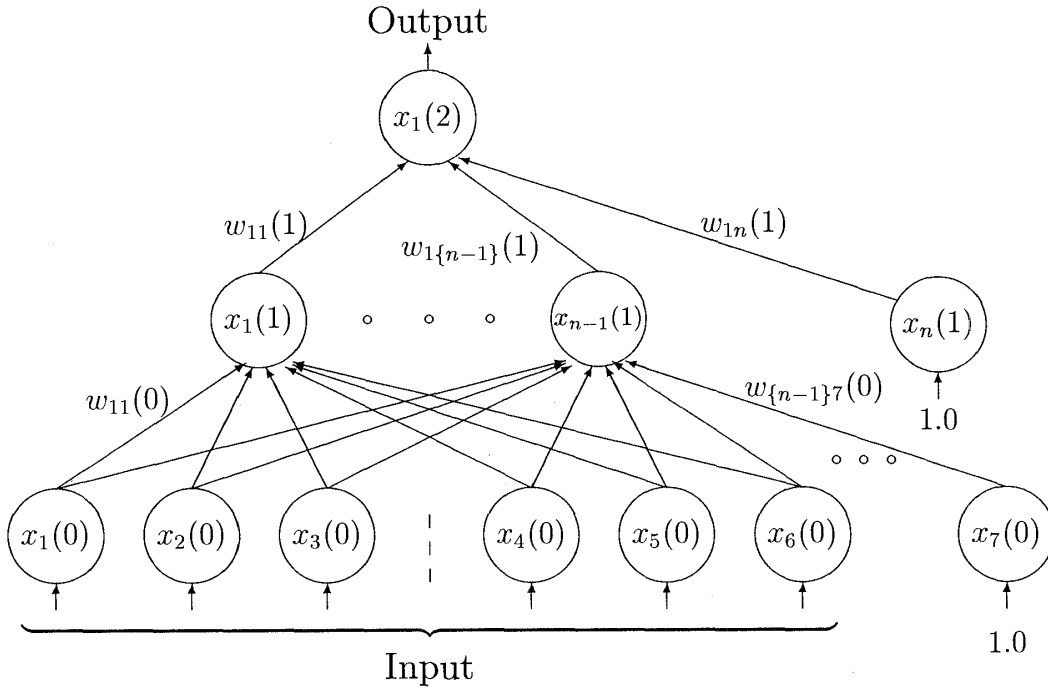 Output
x₁(2)
w₁₁(1)
w₁{n−1}(1)
w₁ₙ(1)
x₁(1)
xₙ₋₁(1)
xₙ(1)
w₁₁(0)
w{n−1}7(0)
1.0
x₁(0) x₂(0) x₃(0) x₄(0) x₅(0) x₆(0) x₇(0)
1.0
Input